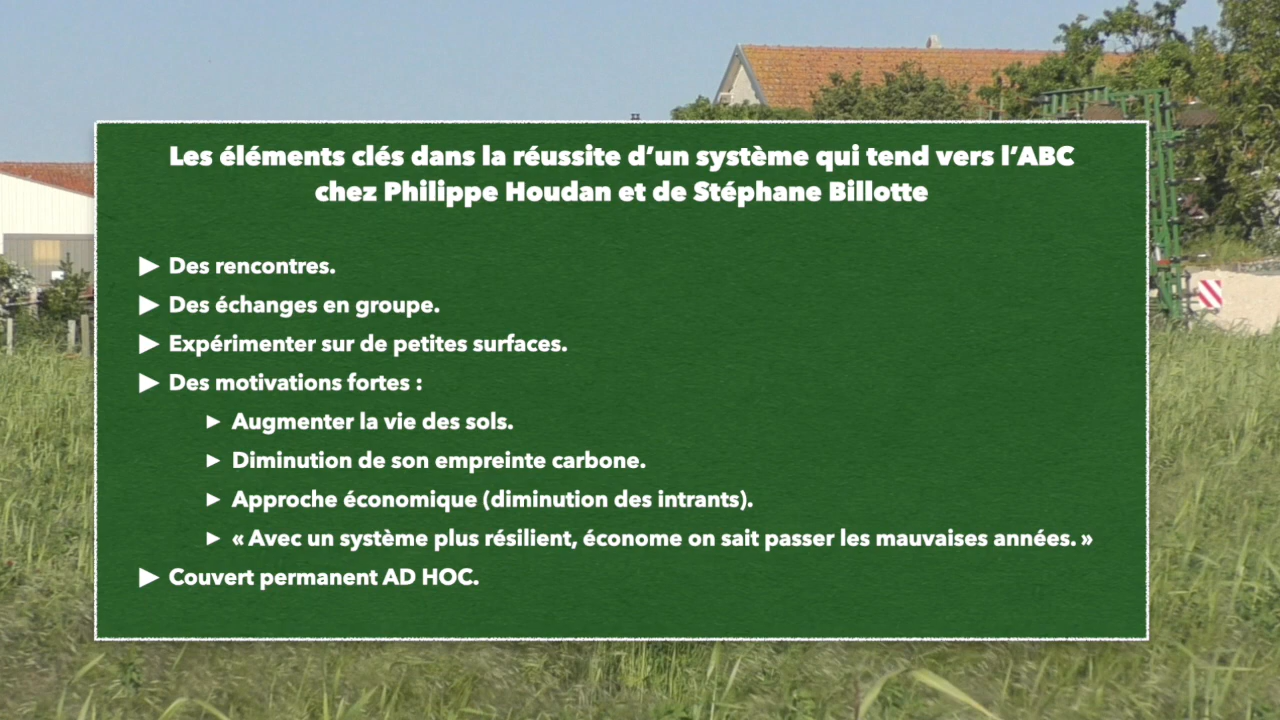 Les éléments clés dans la réussite d’un système qui tend vers l’ABC
chez Philippe Houdan et de Stéphane Billotte
▶ Des rencontres.
▶ Des échanges en groupe.
▶ Expérimenter sur de petites surfaces.
▶ Des motivations fortes :
▶ Augmenter la vie des sols.
▶ Diminution de son empreinte carbone.
▶ Approche économique (diminution des intrants).
▶ « Avec un système plus résilient, économe on sait passer les mauvaises années. »
▶ Couvert permanent AD HOC.